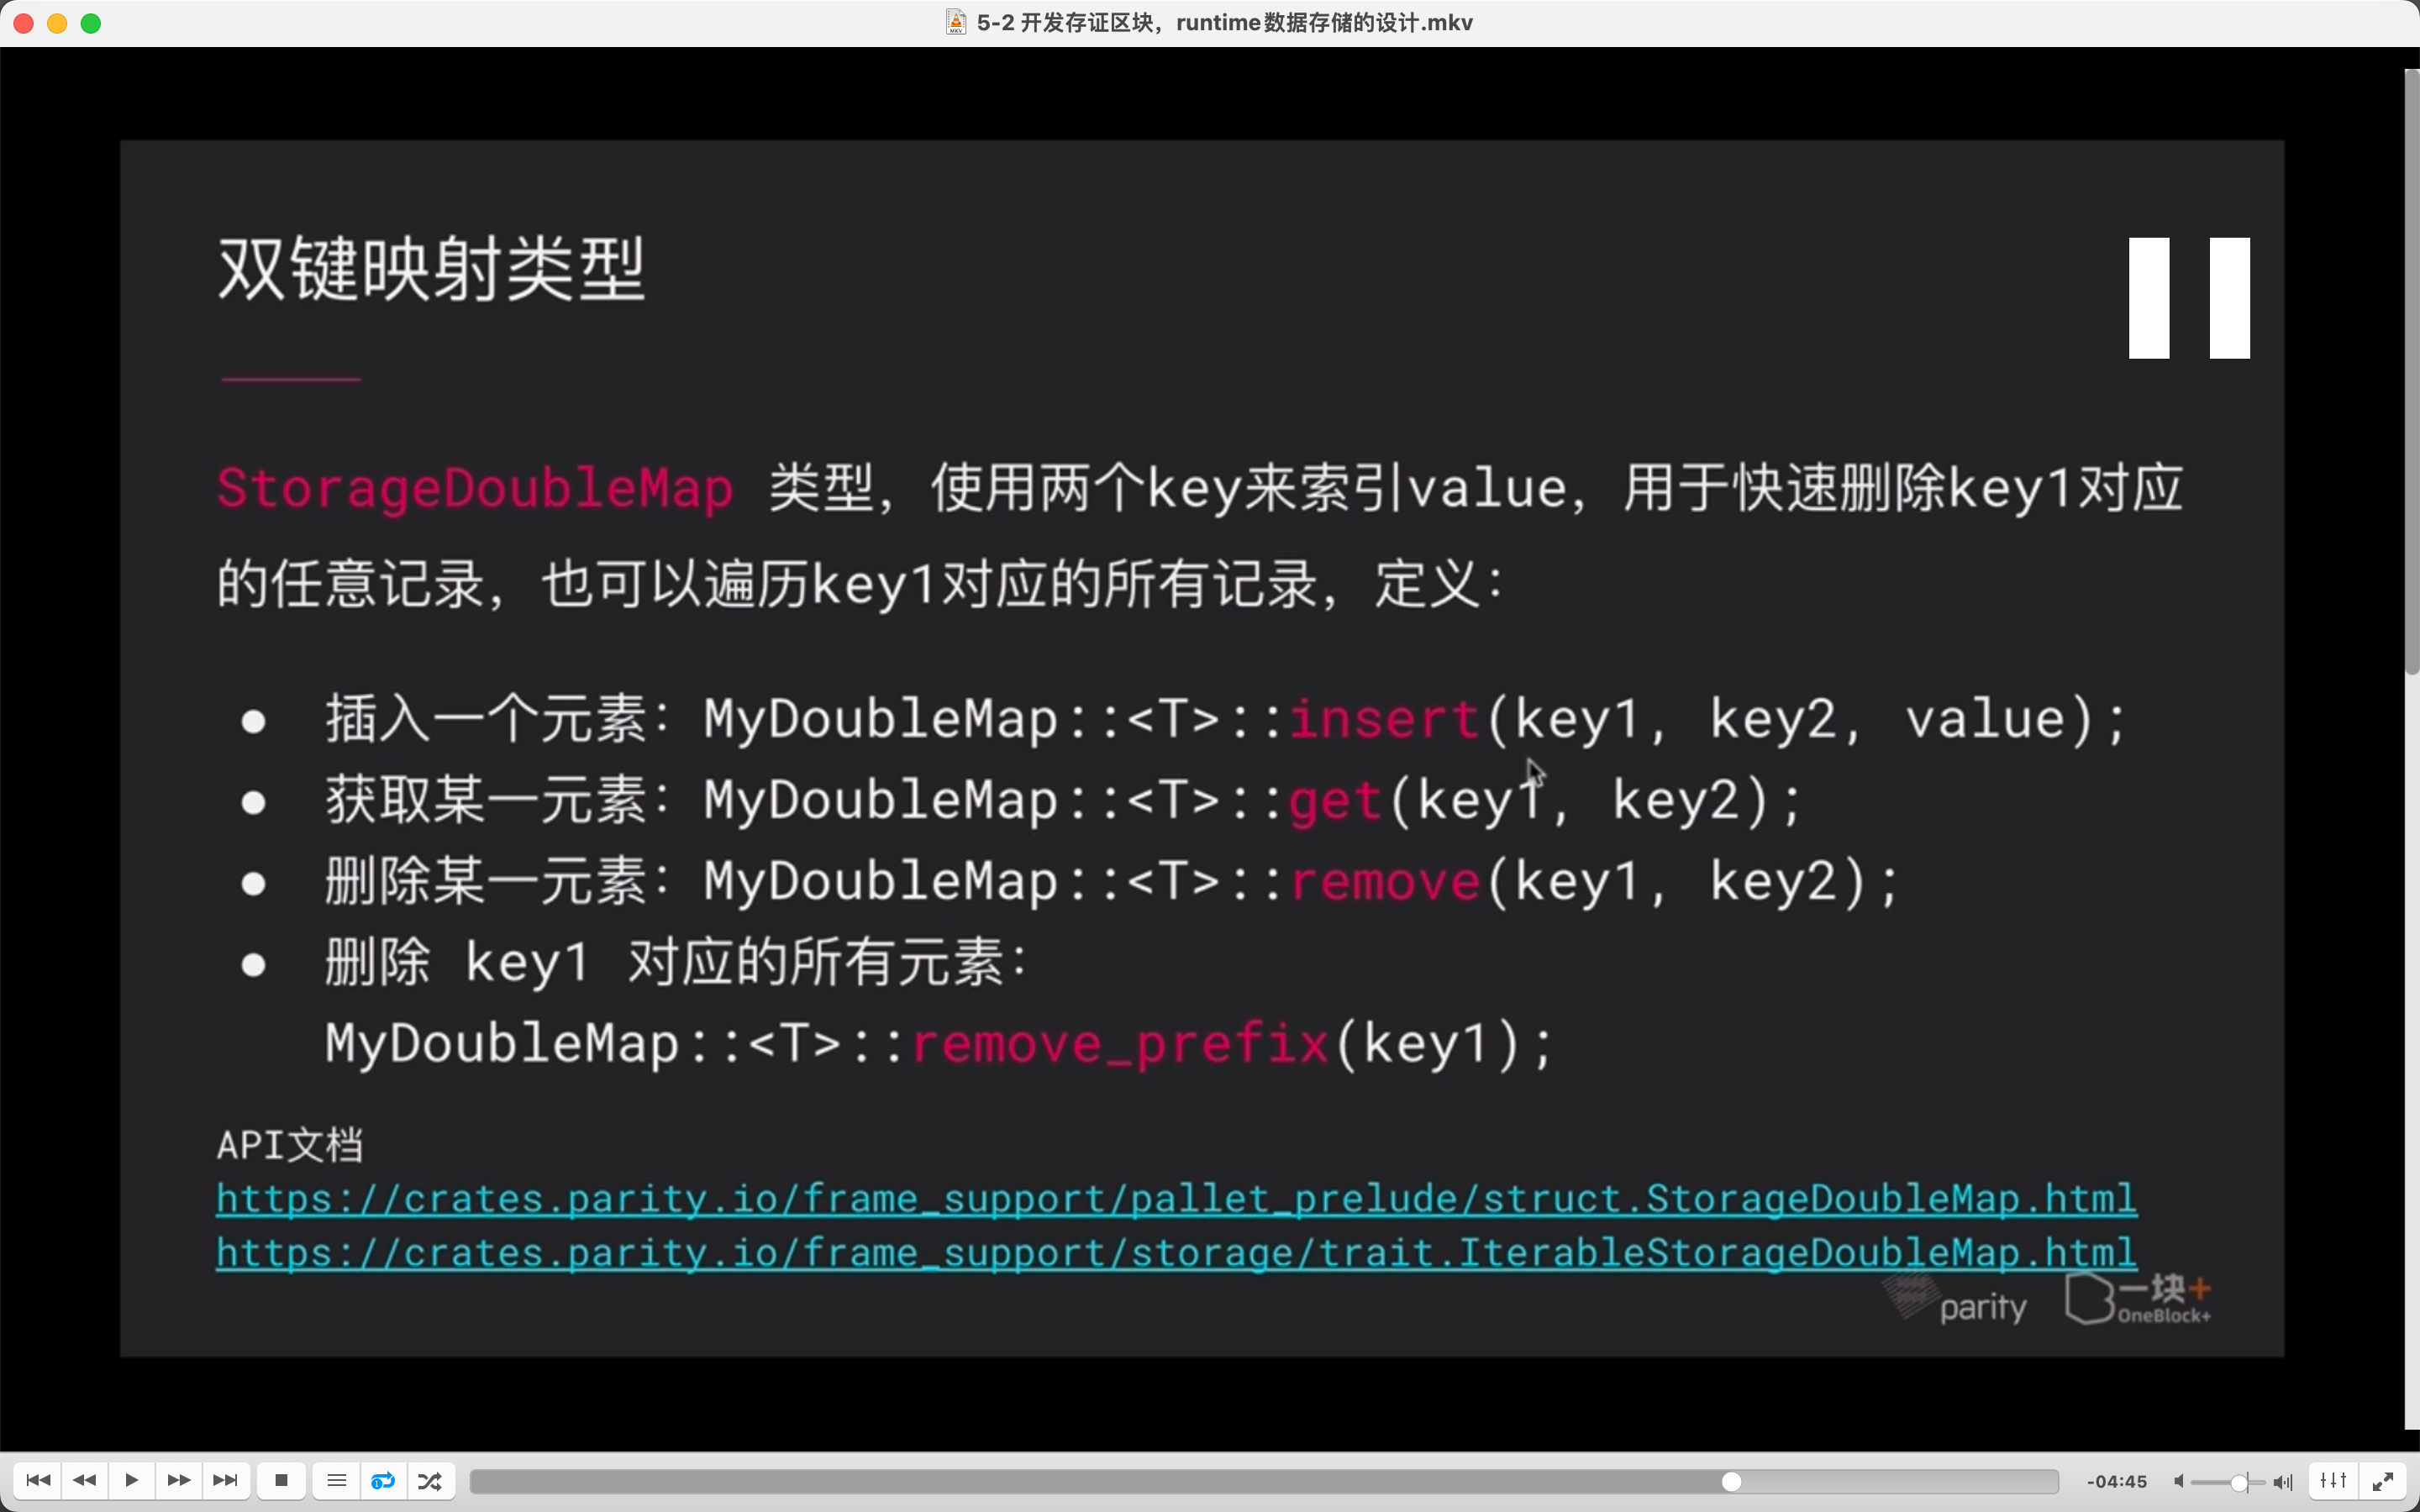 5-2 开发存证区块，runtime数据存储的设计.mkv
双键映射类型
StorageDoubleMap 类型，使用两个key来索引value，用于快速删除key1对应
的任意记录，也可以遍历key1对应的所有记录，定义：
● 插入一个元素：MyDoubleMap::<T>::insert(key1, key2, value);
● 获取某一元素：MyDoubleMap::<T>::get(key1, key2);
● 删除某一元素：MyDoubleMap::<T>::remove(key1, key2);
● 删除 key1 对应的所有元素：
MyDoubleMap::<T>::remove_prefix(key1);
API文档
https://crates.parity.io/frame_support/pallet_prelude/struct.StorageDoubleMap.html
https://crates.parity.io/frame_support/storage/trait.IterableStorageDoubleMap.html
parity
一块+
OneBlock+
-04:45